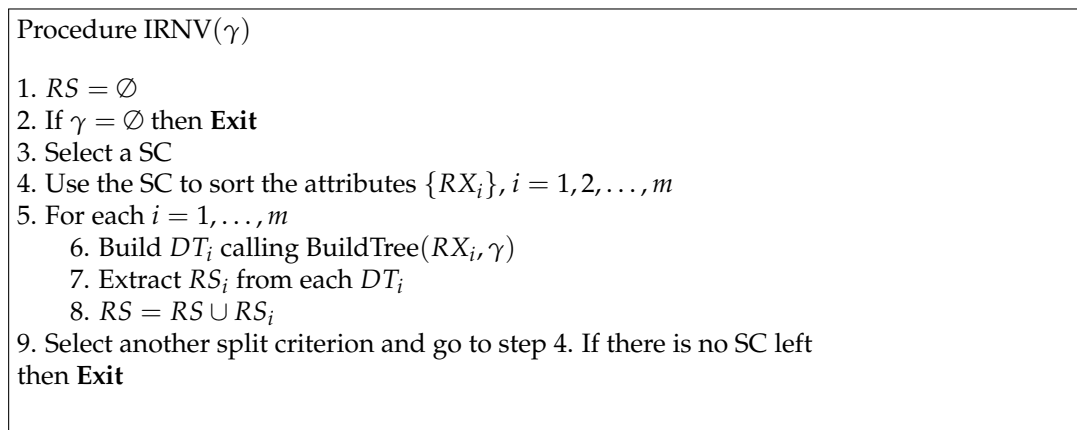 Procedure IRNV(γ)
1. RS = ∅
2. If γ = ∅ then Exit
3. Select a SC
4. Use the SC to sort the attributes {RXᵢ}, i = 1, 2, . . . , m
5. For each i = 1, . . . , m
6. Build DTᵢ calling BuildTree(RXᵢ, γ)
7. Extract RSᵢ from each DTᵢ
8. RS = RS ∪ RSᵢ
9. Select another split criterion and go to step 4. If there is no SC left
then Exit